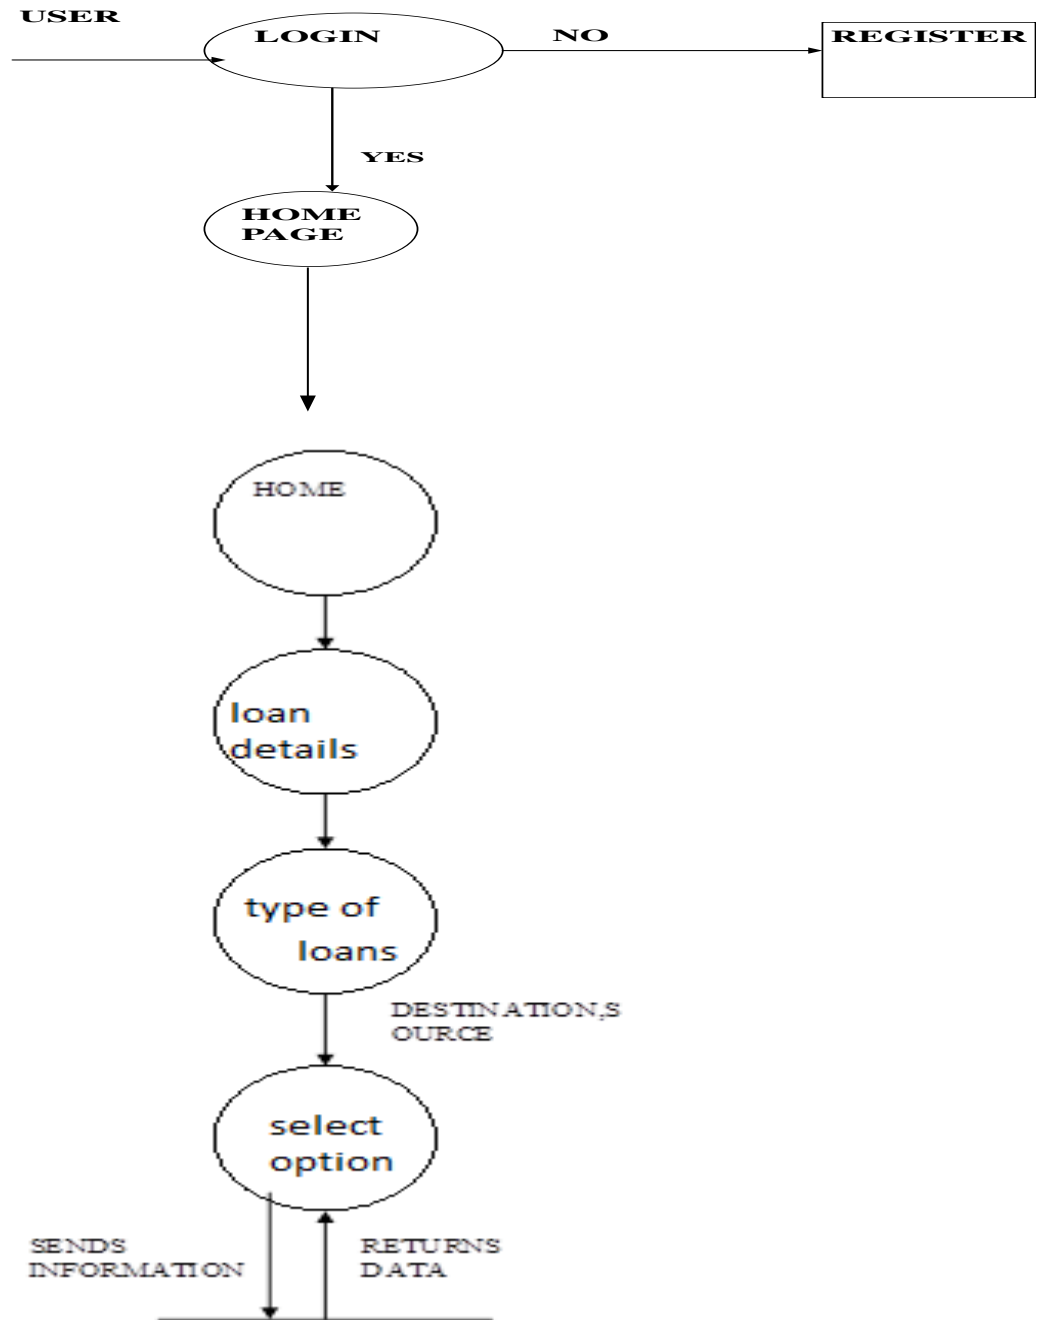 USER
LOGIN
NO
REGISTER
YES
HOME
PAGE
HOME
loan
details
type of
loans
DESTINATION,S
OURCE
select
option
SENDS
INFORMATION
RETURNS
DATA